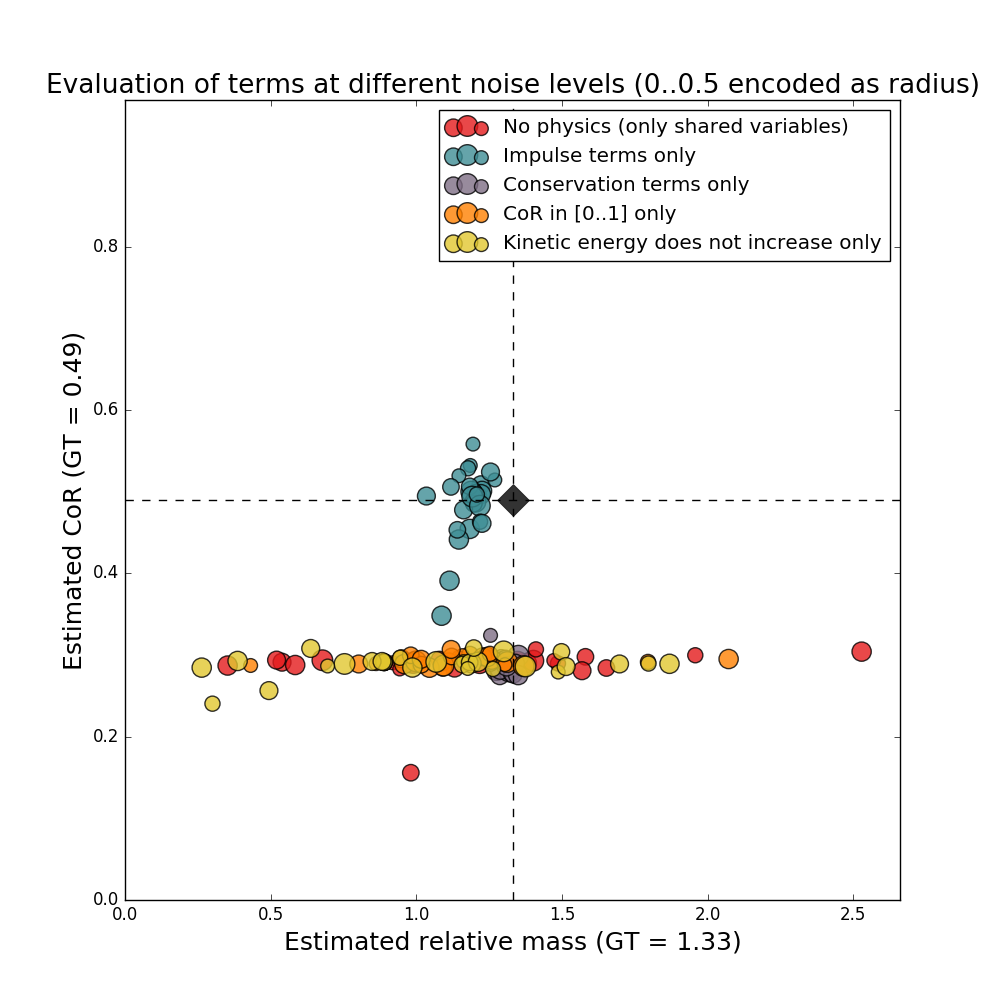 Evaluation of terms at different noise levels (0..0.5 encoded as radius)
No physics (only shared variables)
Impulse terms only
Conservation terms only
CoR in [0..1] only
Kinetic energy does not increase only
Estimated CoR (GT = 0.49)
0.8
0.6
0.4
0.2
0.0
0.0 0.5 1.0 1.5 2.0 2.5
Estimated relative mass (GT = 1.33)